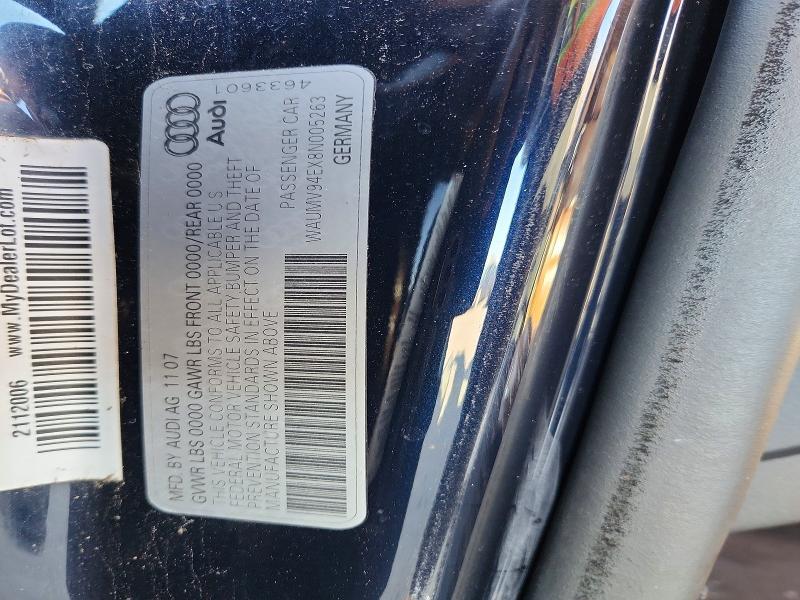 2112006 www.MyDealerLot.com
4633601
Audi
MFD BY AUDI AG 11 07
GVWR LBS 0000 GAWR LBS FRONT 0000/REAR 0000
THIS VEHICLE CONFORMS TO ALL APPLICABLE U S
FEDERAL MOTOR VEHICLE SAFETY BUMPER AND THEFT
PREVENTION STANDARDS IN EFFECT ON THE DATE OF
MANUFACTURE SHOWN ABOVE
PASSENGER CAR
WAUMV94EX8N005263
GERMANY